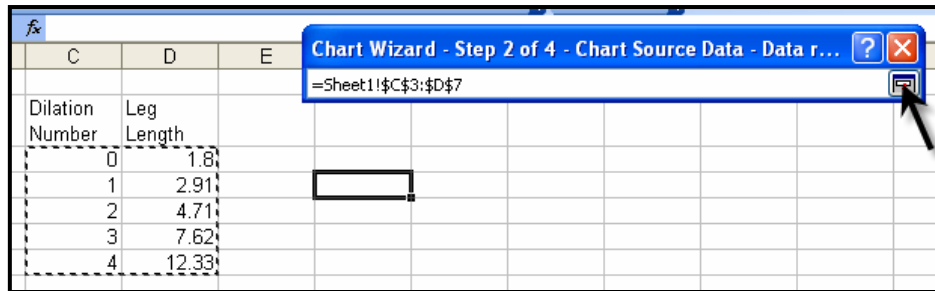 fx
Chart Wizard - Step 2 of 4 - Chart Source Data - Data r... ?
C D E
=Sheet1!$C$3:$D$7
Dilation Leg
Number Length
0 1.8
1 2.91
2 4.71
3 7.62
4 12.33